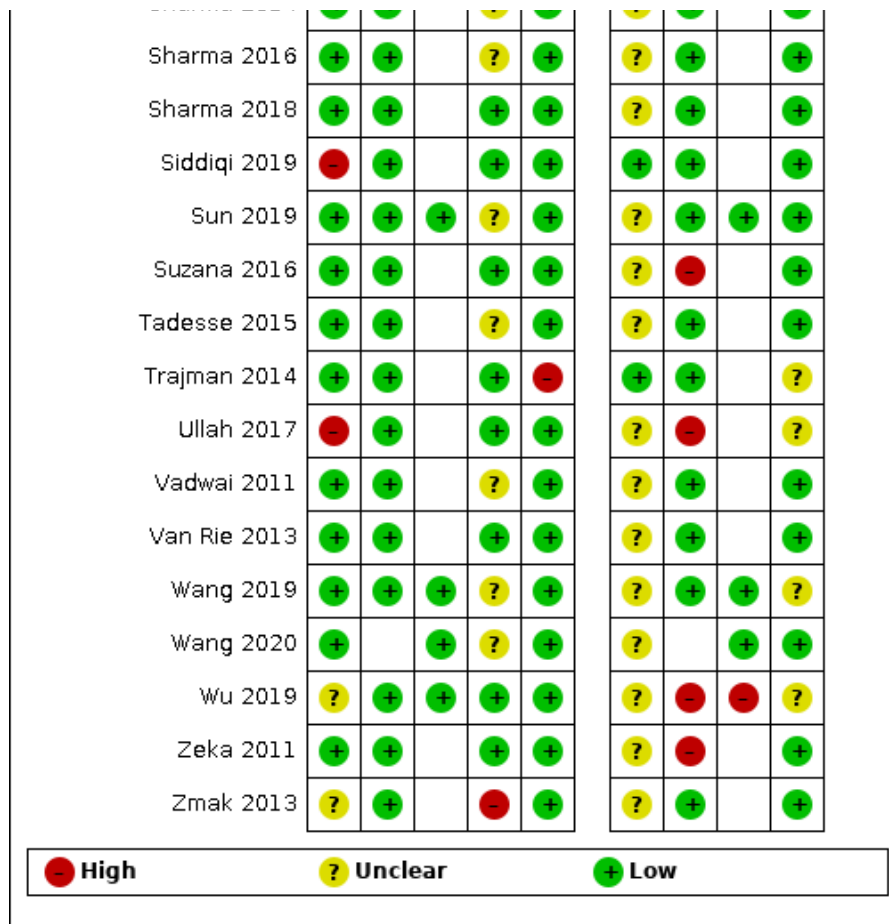 Sharma 2016 + + ? + ? + +
Sharma 2018 + + + + ? + +
Siddiqi 2019 - + + + + + +
Sun 2019 + + + ? + ? + + +
Suzana 2016 + + + + ? - +
Tadesse 2015 + + ? + ? + +
Trajman 2014 + + + - + + ?
Ullah 2017 - + + + ? - ?
Vadwai 2011 + + ? + ? + +
Van Rie 2013 + + + + ? + +
Wang 2019 + + + ? + ? + + ?
Wang 2020 + + ? + ? + +
Wu 2019 ? + + + + ? - - ?
Zeka 2011 + + + + ? - +
Zmak 2013 ? + - + ? + +
- High ? Unclear + Low